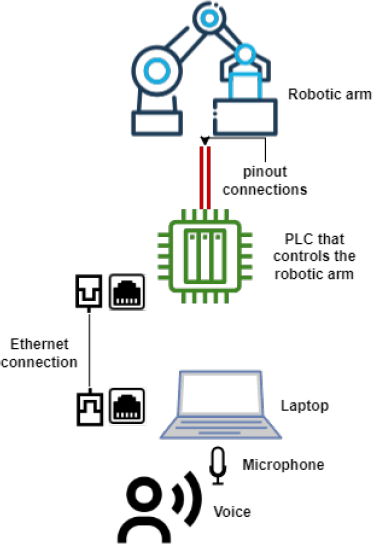 Robotic arm
pinout
connections
PLC that
controls the
robotic arm
Ethernet
connection
Laptop
Microphone
Voice